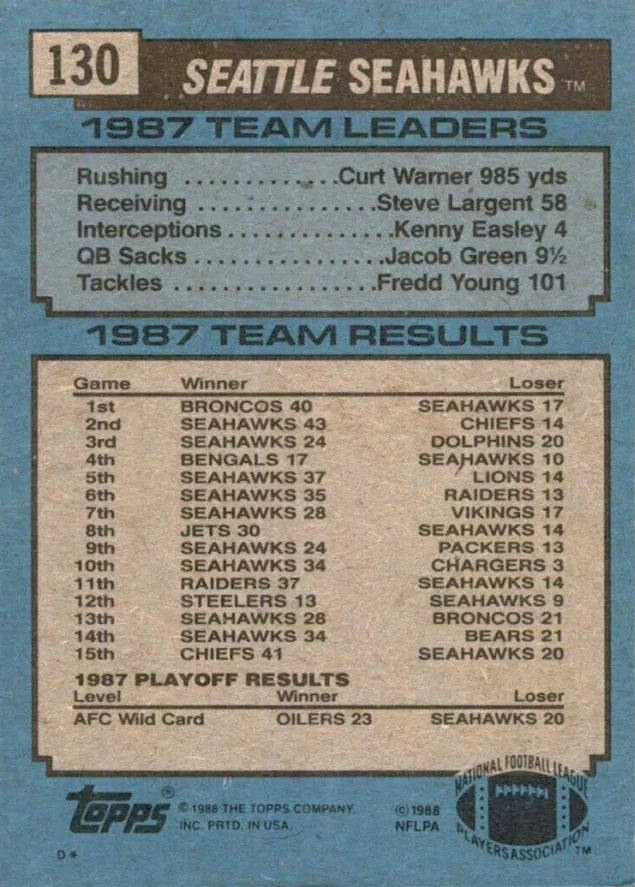 130
SEATTLE SEAHAWKS TM
1987 TEAM LEADERS
Rushing .............Curt Warner 985 yds
Receiving ...............Steve Largent 58
Interceptions..............Kenny Easley 4
QB Sacks ................Jacob Green 9½
Tackles .................Fredd Young 101
1987 TEAM RESULTS
Game Winner Loser
1st BRONCOS 40 SEAHAWKS 17
2nd SEAHAWKS 43 CHIEFS 14
3rd SEAHAWKS 24 DOLPHINS 20
4th BENGALS 17 SEAHAWKS 10
5th SEAHAWKS 37 LIONS 14
6th SEAHAWKS 35 RAIDERS 13
7th SEAHAWKS 28 VIKINGS 17
8th JETS 30 SEAHAWKS 14
9th SEAHAWKS 24 PACKERS 13
10th SEAHAWKS 34 CHARGERS 3
11th RAIDERS 37 SEAHAWKS 14
12th STEELERS 13 SEAHAWKS 9
13th SEAHAWKS 28 BRONCOS 21
14th SEAHAWKS 34 BEARS 21
15th CHIEFS 41 SEAHAWKS 20
1987 PLAYOFF RESULTS
Level Winner Loser
AFC Wild Card OILERS 23 SEAHAWKS 20
topps ® © 1988 THE TOPPS COMPANY.
INC. PRTD. IN USA.
© 1988
NFLPA
NATIONAL FOOTBALL LEAGUE
PLAYERS ASSOCIATION TM
D*